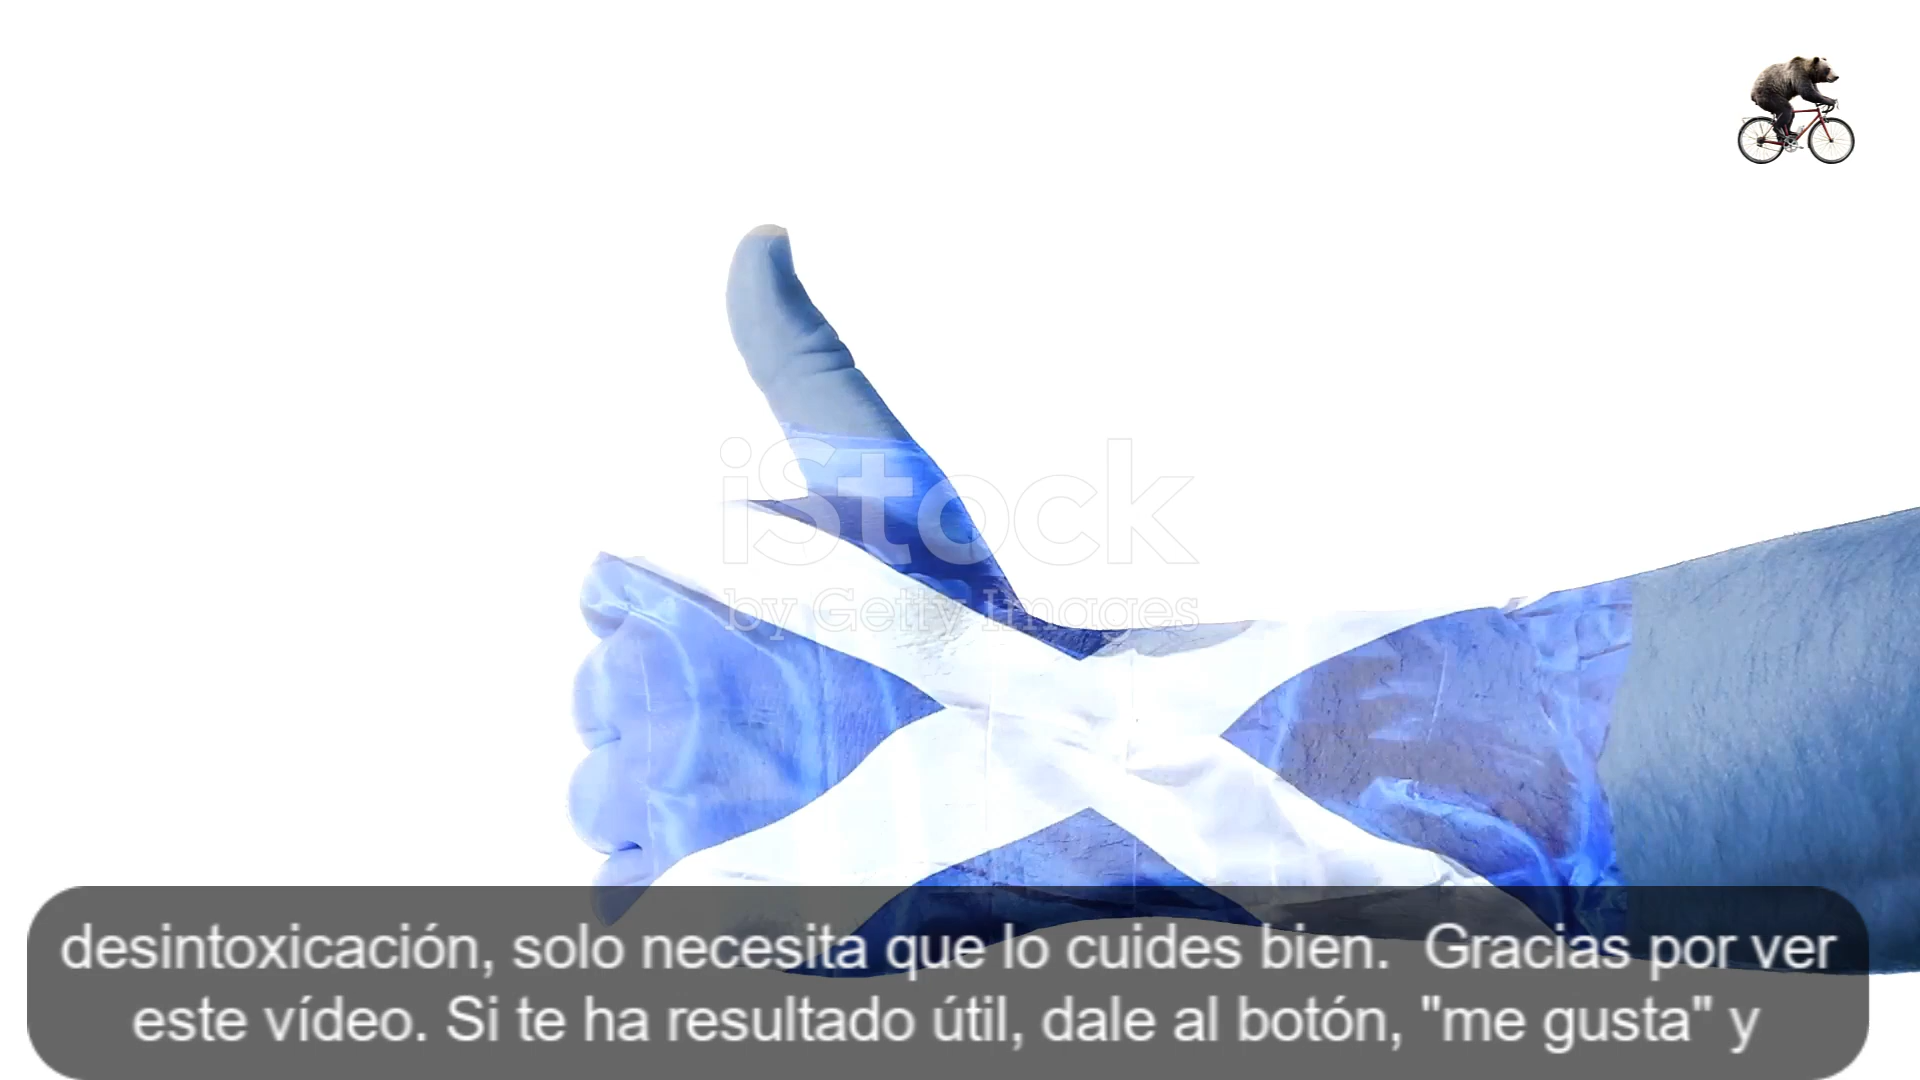 iStock
by Getty Images
desintoxicación, solo necesita que lo cuides bien. Gracias por ver
este vídeo. Si te ha resultado útil, dale al botón, "me gusta" y